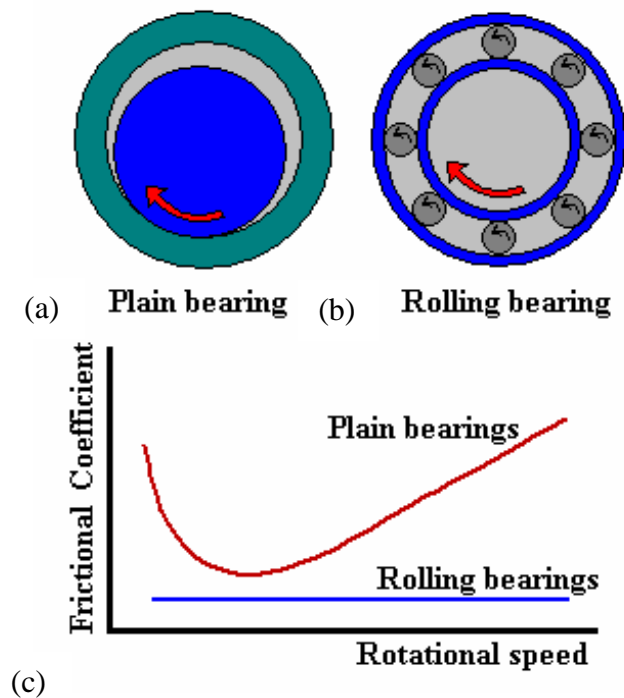 (a) Plain bearing (b) Rolling bearing
Frictional Coefficient
Plain bearings
Rolling bearings
Rotational speed
(c)